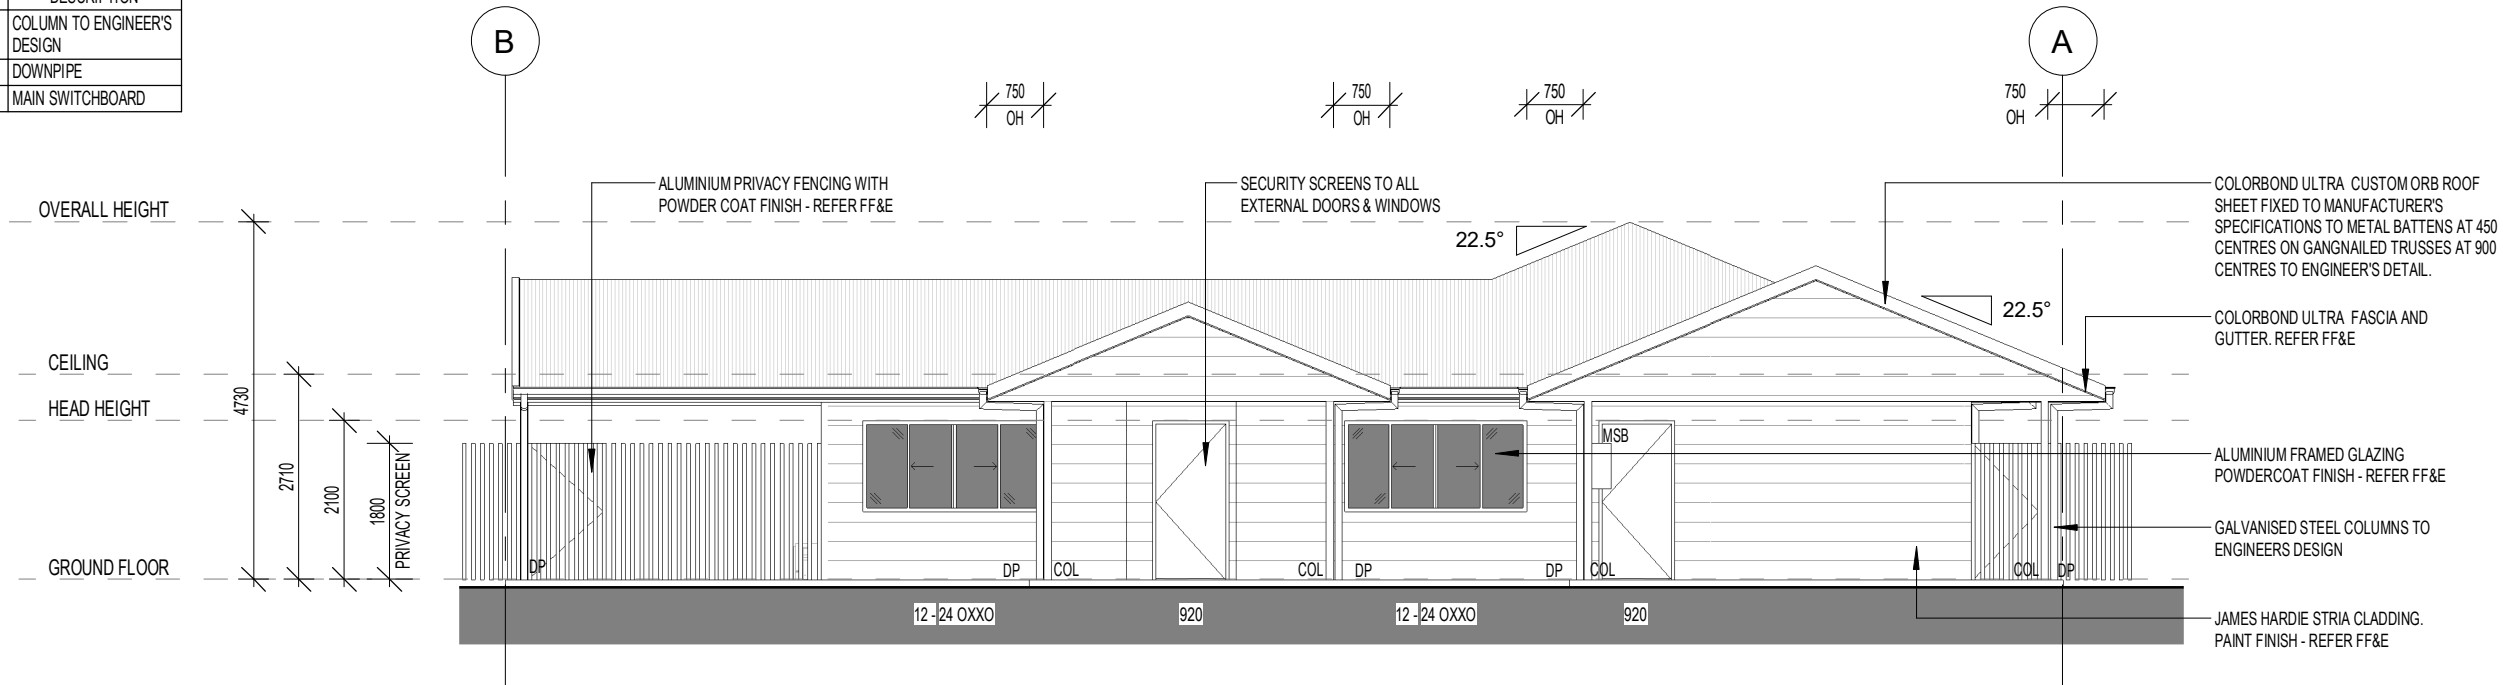 COLUMN TO ENGINEER'S
DESIGN
DOWNPIPE
MAIN SWITCHBOARD
B
A
750
OH
750
OH
750
OH
750
OH
ALUMINIUM PRIVACY FENCING WITH
POWDER COAT FINISH - REFER FF&E
SECURITY SCREENS TO ALL
EXTERNAL DOORS & WINDOWS
COLORBOND ULTRA CUSTOM ORB ROOF
SHEET FIXED TO MANUFACTURER'S
SPECIFICATIONS TO METAL BATTENS AT 450
CENTRES ON GANGNAILED TRUSSES AT 900
CENTRES TO ENGINEER'S DETAIL.
OVERALL HEIGHT
22.5°
22.5°
COLORBOND ULTRA FASCIA AND
GUTTER. REFER FF&E
CEILING
HEAD HEIGHT
4730
2710
2100
1800
PRIVACY SCREEN
MSB
ALUMINIUM FRAMED GLAZING
POWDERCOAT FINISH - REFER FF&E
GALVANISED STEEL COLUMNS TO
ENGINEERS DESIGN
GROUND FLOOR
DP
DP
COL
COL
DP
DP
COL
COL
DP
12 - 24 OXXO
920
12 - 24 OXXO
920
JAMES HARDIE STRIA CLADDING.
PAINT FINISH - REFER FF&E